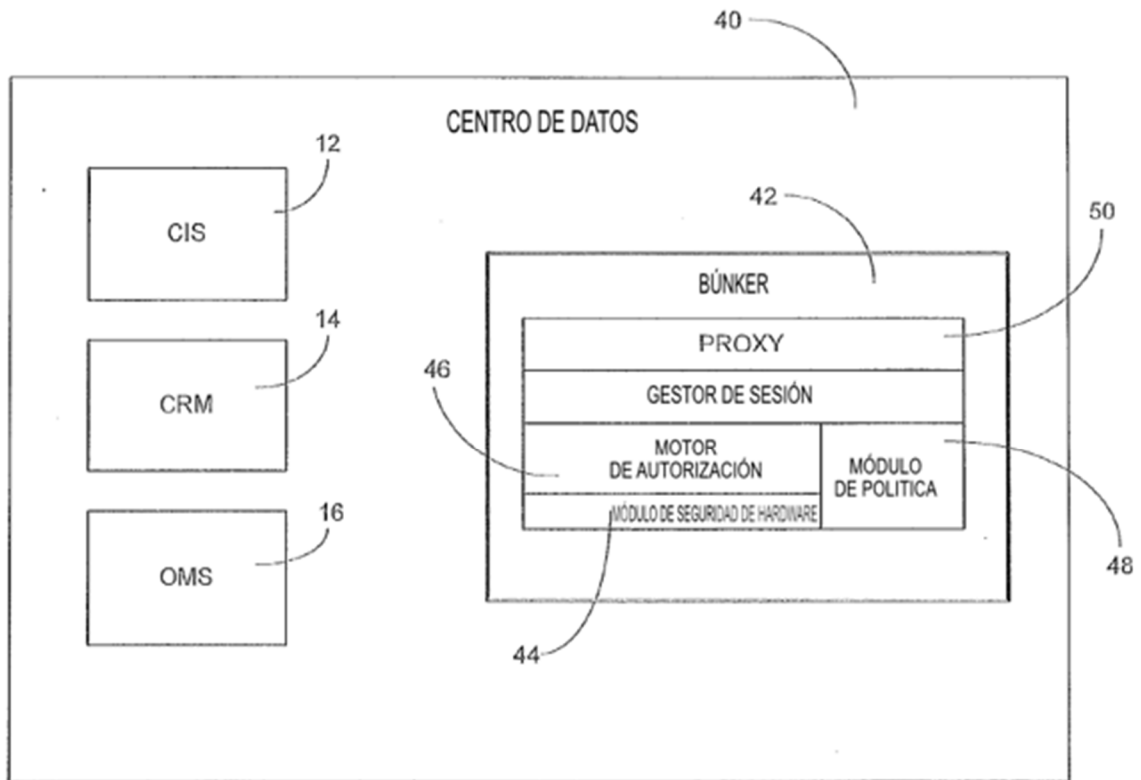 40
CENTRO DE DATOS
12
CIS
42
50
BÚNKER
14
PROXY
46
CRM
GESTOR DE SESIÓN
MOTOR
DE AUTORIZACIÓN
MÓDULO
DE POLITICA
16
MÓDULO DE SEGURIDAD DE HARDWARE
OMS
48
44